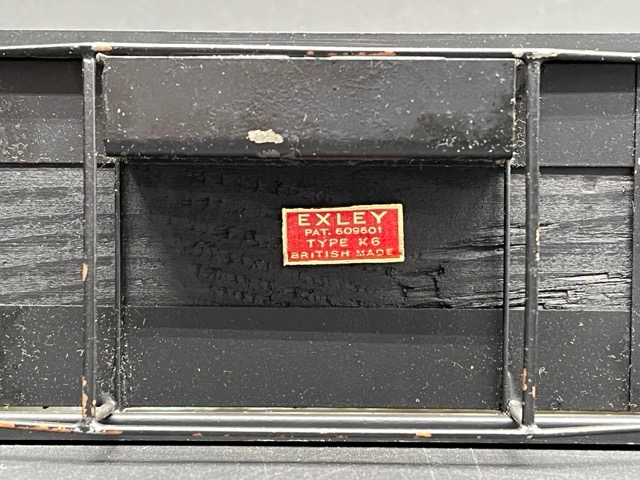 EXLEY
PAT. 609601
TYPE K6
BRITISH MADE